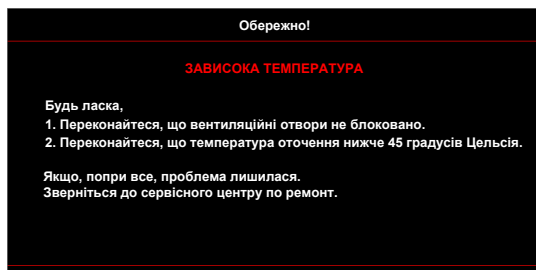 Обережно!
ЗАВИСОКА ТЕМПЕРАТУРА
Будь ласка,
1. Переконайтеся, що вентиляційні отвори не блоковано.
2. Переконайтеся, що температура оточення нижче 45 градусів Цельсія.
Якщо, попри все, проблема лишилася.
Зверніться до сервісного центру по ремонт.